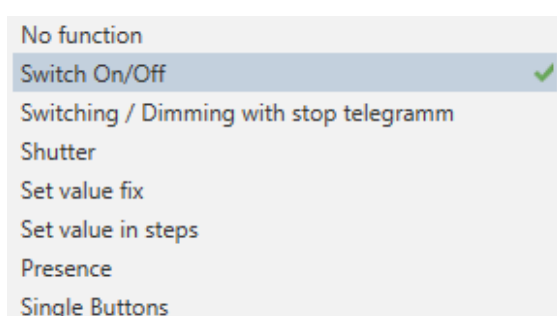 No function
Switch On/Off
Switching / Dimming with stop telegramm
Shutter
Set value fix
Set value in steps
Presence
Single Buttons